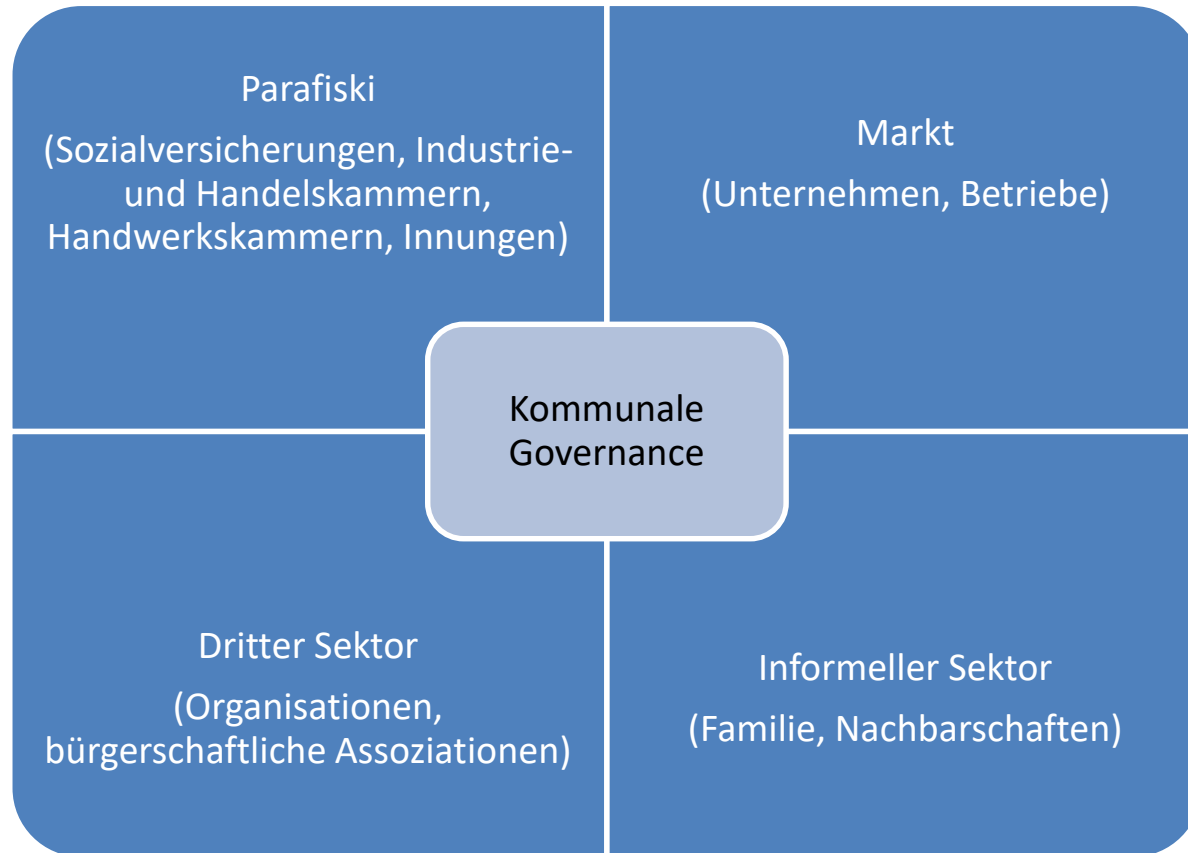 Parafiski
(Sozialversicherungen, Industrie-
und Handelskammern,
Handwerkskammern, Innungen)
Markt
(Unternehmen, Betriebe)
Kommunale
Governance
Dritter Sektor
(Organisationen,
bürgerschaftliche Assoziationen)
Informeller Sektor
(Familie, Nachbarschaften)